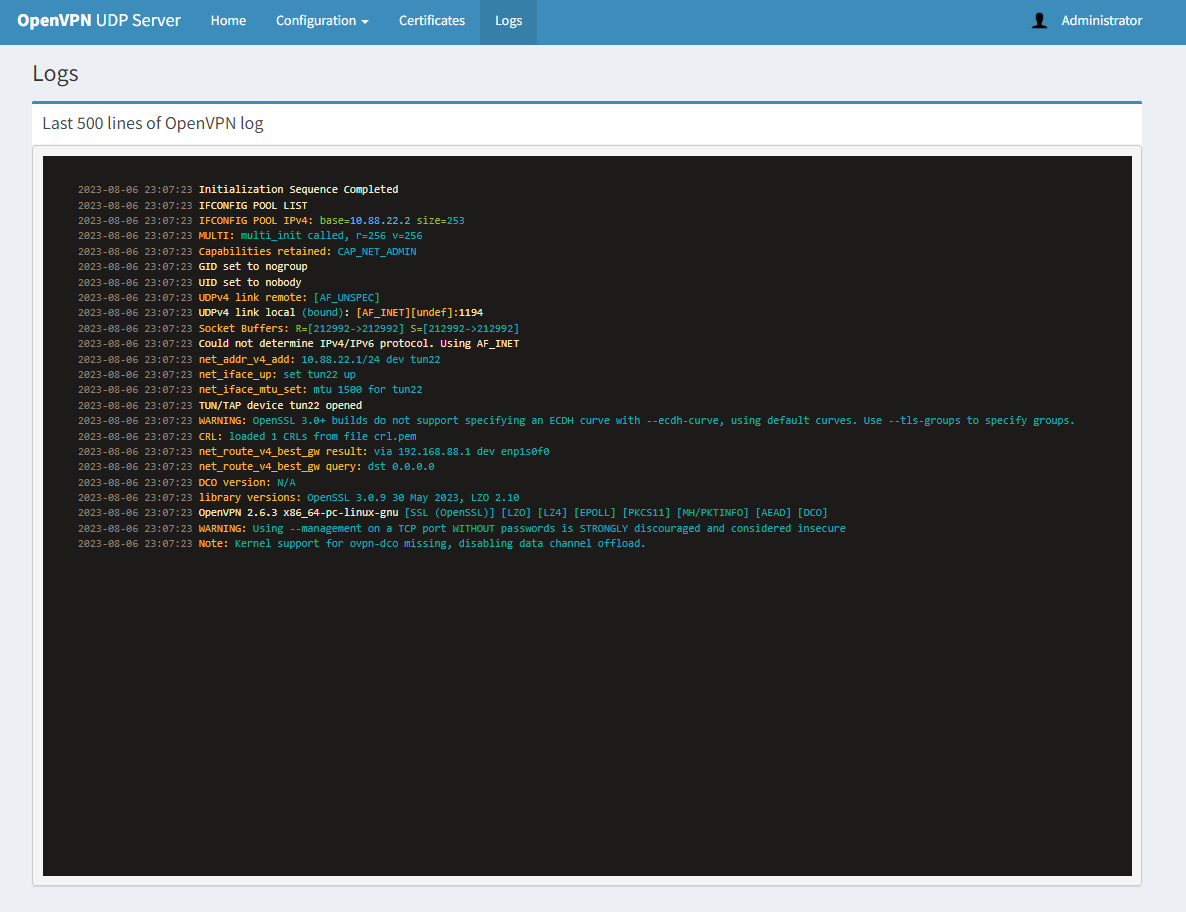 OpenVPN UDP Server Home Configuration Certificates Logs Administrator
Logs
Last 500 lines of OpenVPN log
2023-08-06 23:07:23 Initialization Sequence Completed
2023-08-06 23:07:23 IFCONFIG POOL LIST
2023-08-06 23:07:23 IFCONFIG POOL IPv4: base=10.88.22.2 size=253
2023-08-06 23:07:23 MULTI: multi_init called, r=256 v=256
2023-08-06 23:07:23 Capabilities retained: CAP_NET_ADMIN
2023-08-06 23:07:23 GID set to nogroup
2023-08-06 23:07:23 UID set to nobody
2023-08-06 23:07:23 UDPv4 link remote: [AF_UNSPEC]
2023-08-06 23:07:23 UDPv4 link local (bound): [AF_INET][undef]:1194
2023-08-06 23:07:23 Socket Buffers: R=[212992->212992] S=[212992->212992]
2023-08-06 23:07:23 Could not determine IPv4/IPv6 protocol. Using AF_INET
2023-08-06 23:07:23 net_addr_v4_add: 10.88.22.1/24 dev tun22
2023-08-06 23:07:23 net_iface_up: set tun22 up
2023-08-06 23:07:23 net_iface_mtu_set: mtu 1500 for tun22
2023-08-06 23:07:23 TUN/TAP device tun22 opened
2023-08-06 23:07:23 WARNING: OpenSSL 3.0+ builds do not support specifying an ECDH curve with --ecdh-curve, using default curves. Use --tls-groups to specify groups.
2023-08-06 23:07:23 CRL: loaded 1 CRLs from file crl.pem
2023-08-06 23:07:23 net_route_v4_best_gw result: via 192.168.88.1 dev enp1s0f0
2023-08-06 23:07:23 net_route_v4_best_gw query: dst 0.0.0.0
2023-08-06 23:07:23 DCO version: N/A
2023-08-06 23:07:23 library versions: OpenSSL 3.0.9 30 May 2023, LZO 2.10
2023-08-06 23:07:23 OpenVPN 2.6.3 x86_64-pc-linux-gnu [SSL (OpenSSL)] [LZO] [LZ4] [EPOLL] [PKCS11] [MH/PKTINFO] [AEAD] [DCO]
2023-08-06 23:07:23 WARNING: Using --management on a TCP port WITHOUT passwords is STRONGLY discouraged and considered insecure
2023-08-06 23:07:23 Note: Kernel support for ovpn-dco missing, disabling data channel offload.